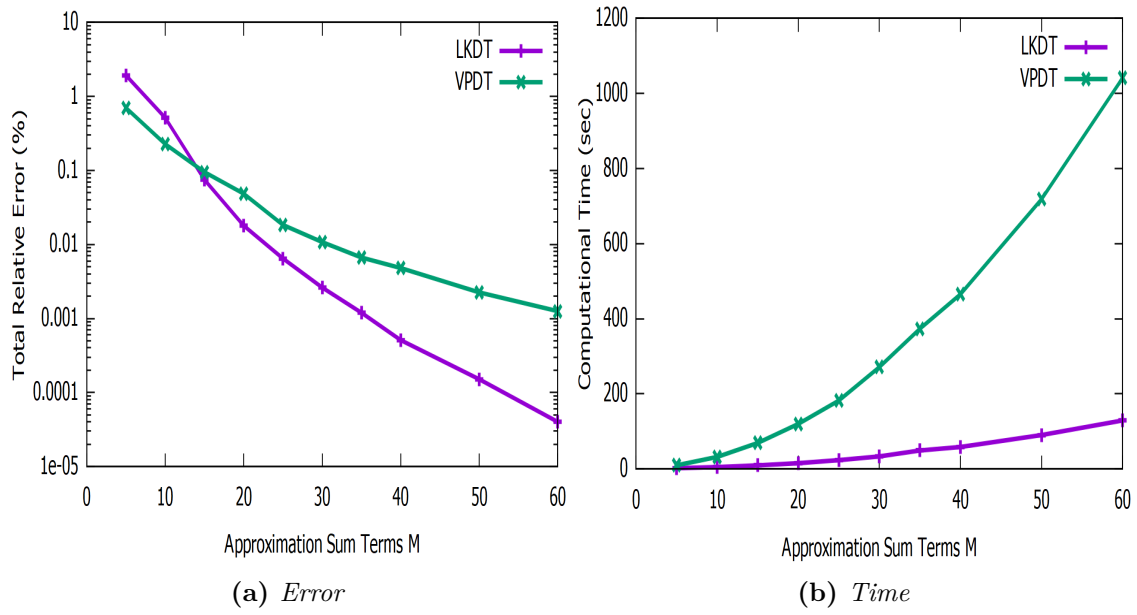 10
1
0.1
0.01
0.001
0.0001
1e-05
Total Relative Error (%)
LKDT
VPDT
0 10 20 30 40 50 60
Approximation Sum Terms M
(a) Error
1200
1000
800
600
400
200
0
Computational Time (sec)
LKDT
VPDT
0 10 20 30 40 50 60
Approximation Sum Terms M
(b) Time